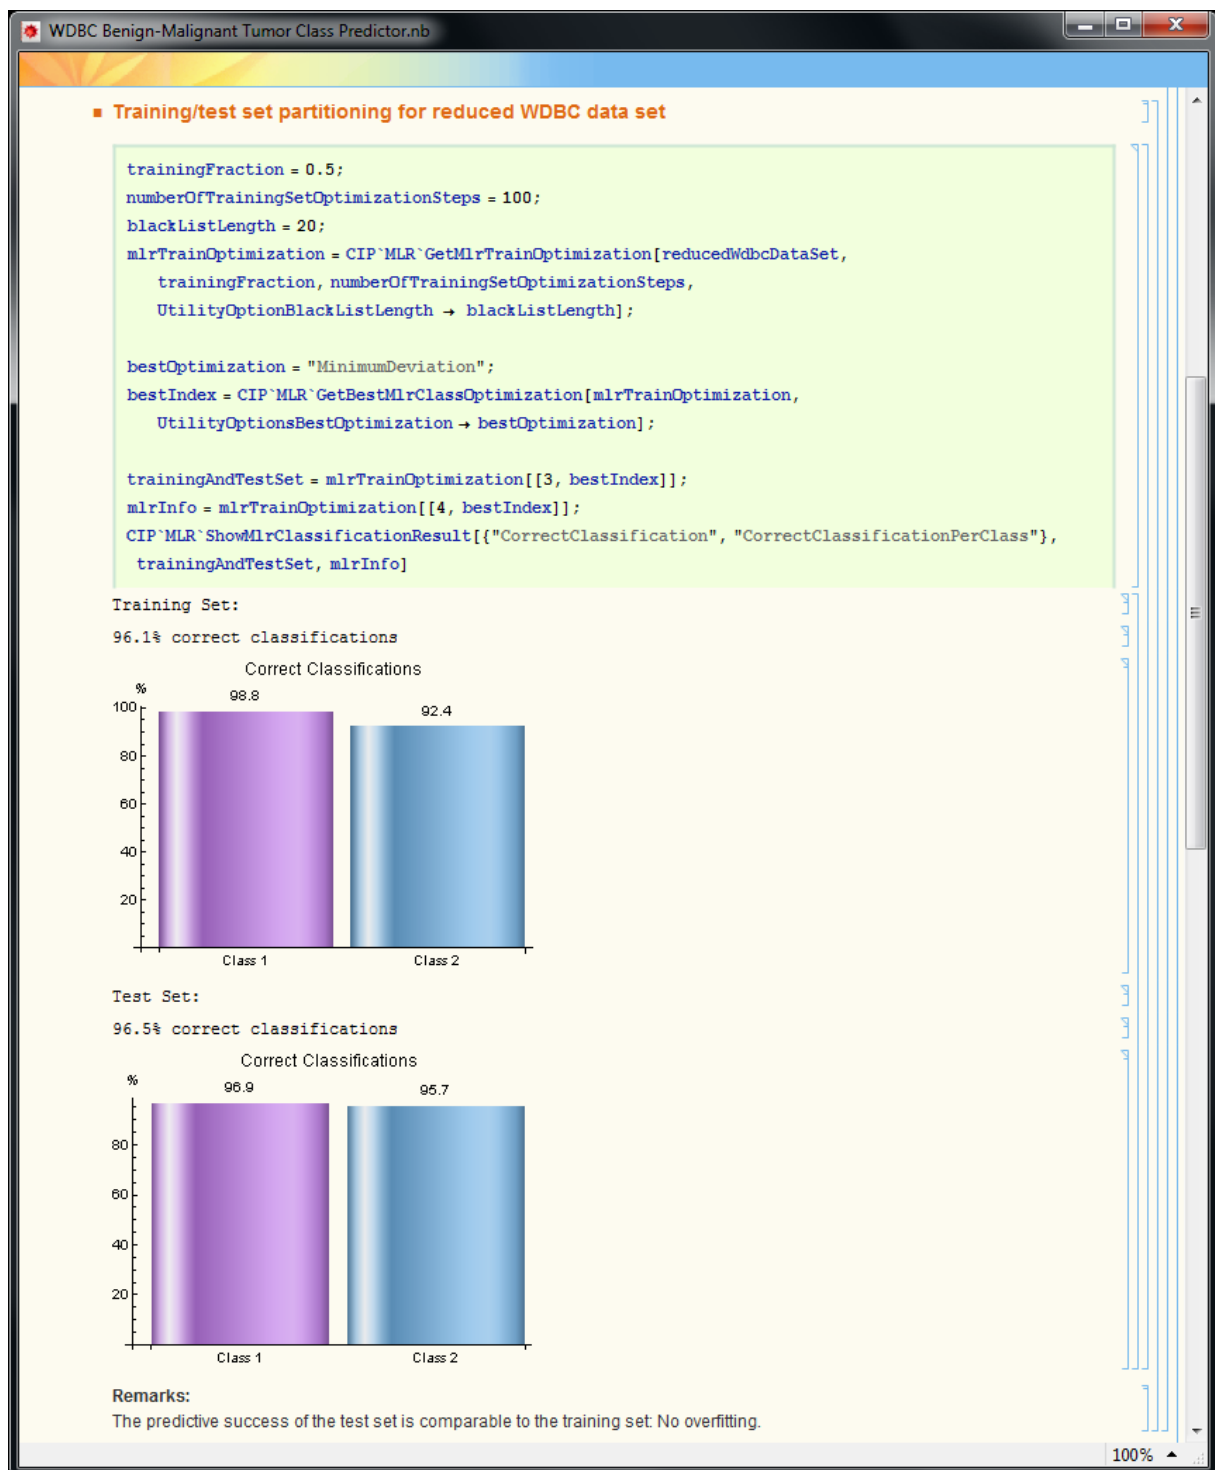 WDBC Benign-Malignant Tumor Class Predictor.nb
Training/test set partitioning for reduced WDBC data set
trainingFraction = 0.5;
numberOfTrainingSetOptimizationSteps = 100;
blackListLength = 20;
mlrTrainOptimization = CIP`MLR`GetMlrTrainOptimization[reducedWdbcDataSet,
trainingFraction, numberOfTrainingSetOptimizationSteps,
UtilityOptionBlackListLength → blackListLength];
bestOptimization = "MinimumDeviation";
bestIndex = CIP`MLR`GetBestMlrClassOptimization[mlrTrainOptimization,
UtilityOptionsBestOptimization → bestOptimization];
trainingAndTestSet = mlrTrainOptimization[[3, bestIndex]];
mlrInfo = mlrTrainOptimization[[4, bestIndex]];
CIP`MLR`ShowMlrClassificationResult[{"CorrectClassification", "CorrectClassificationPerClass"},
trainingAndTestSet, mlrInfo]
Training Set:
96.1% correct classifications
Correct Classifications
%
98.8
92.4
100
80
60
40
20
Class 1 Class 2
Test Set:
96.5% correct classifications
Correct Classifications
%
96.9
95.7
80
60
40
20
Class 1 Class 2
Remarks:
The predictive success of the test set is comparable to the training set: No overfitting.
100%